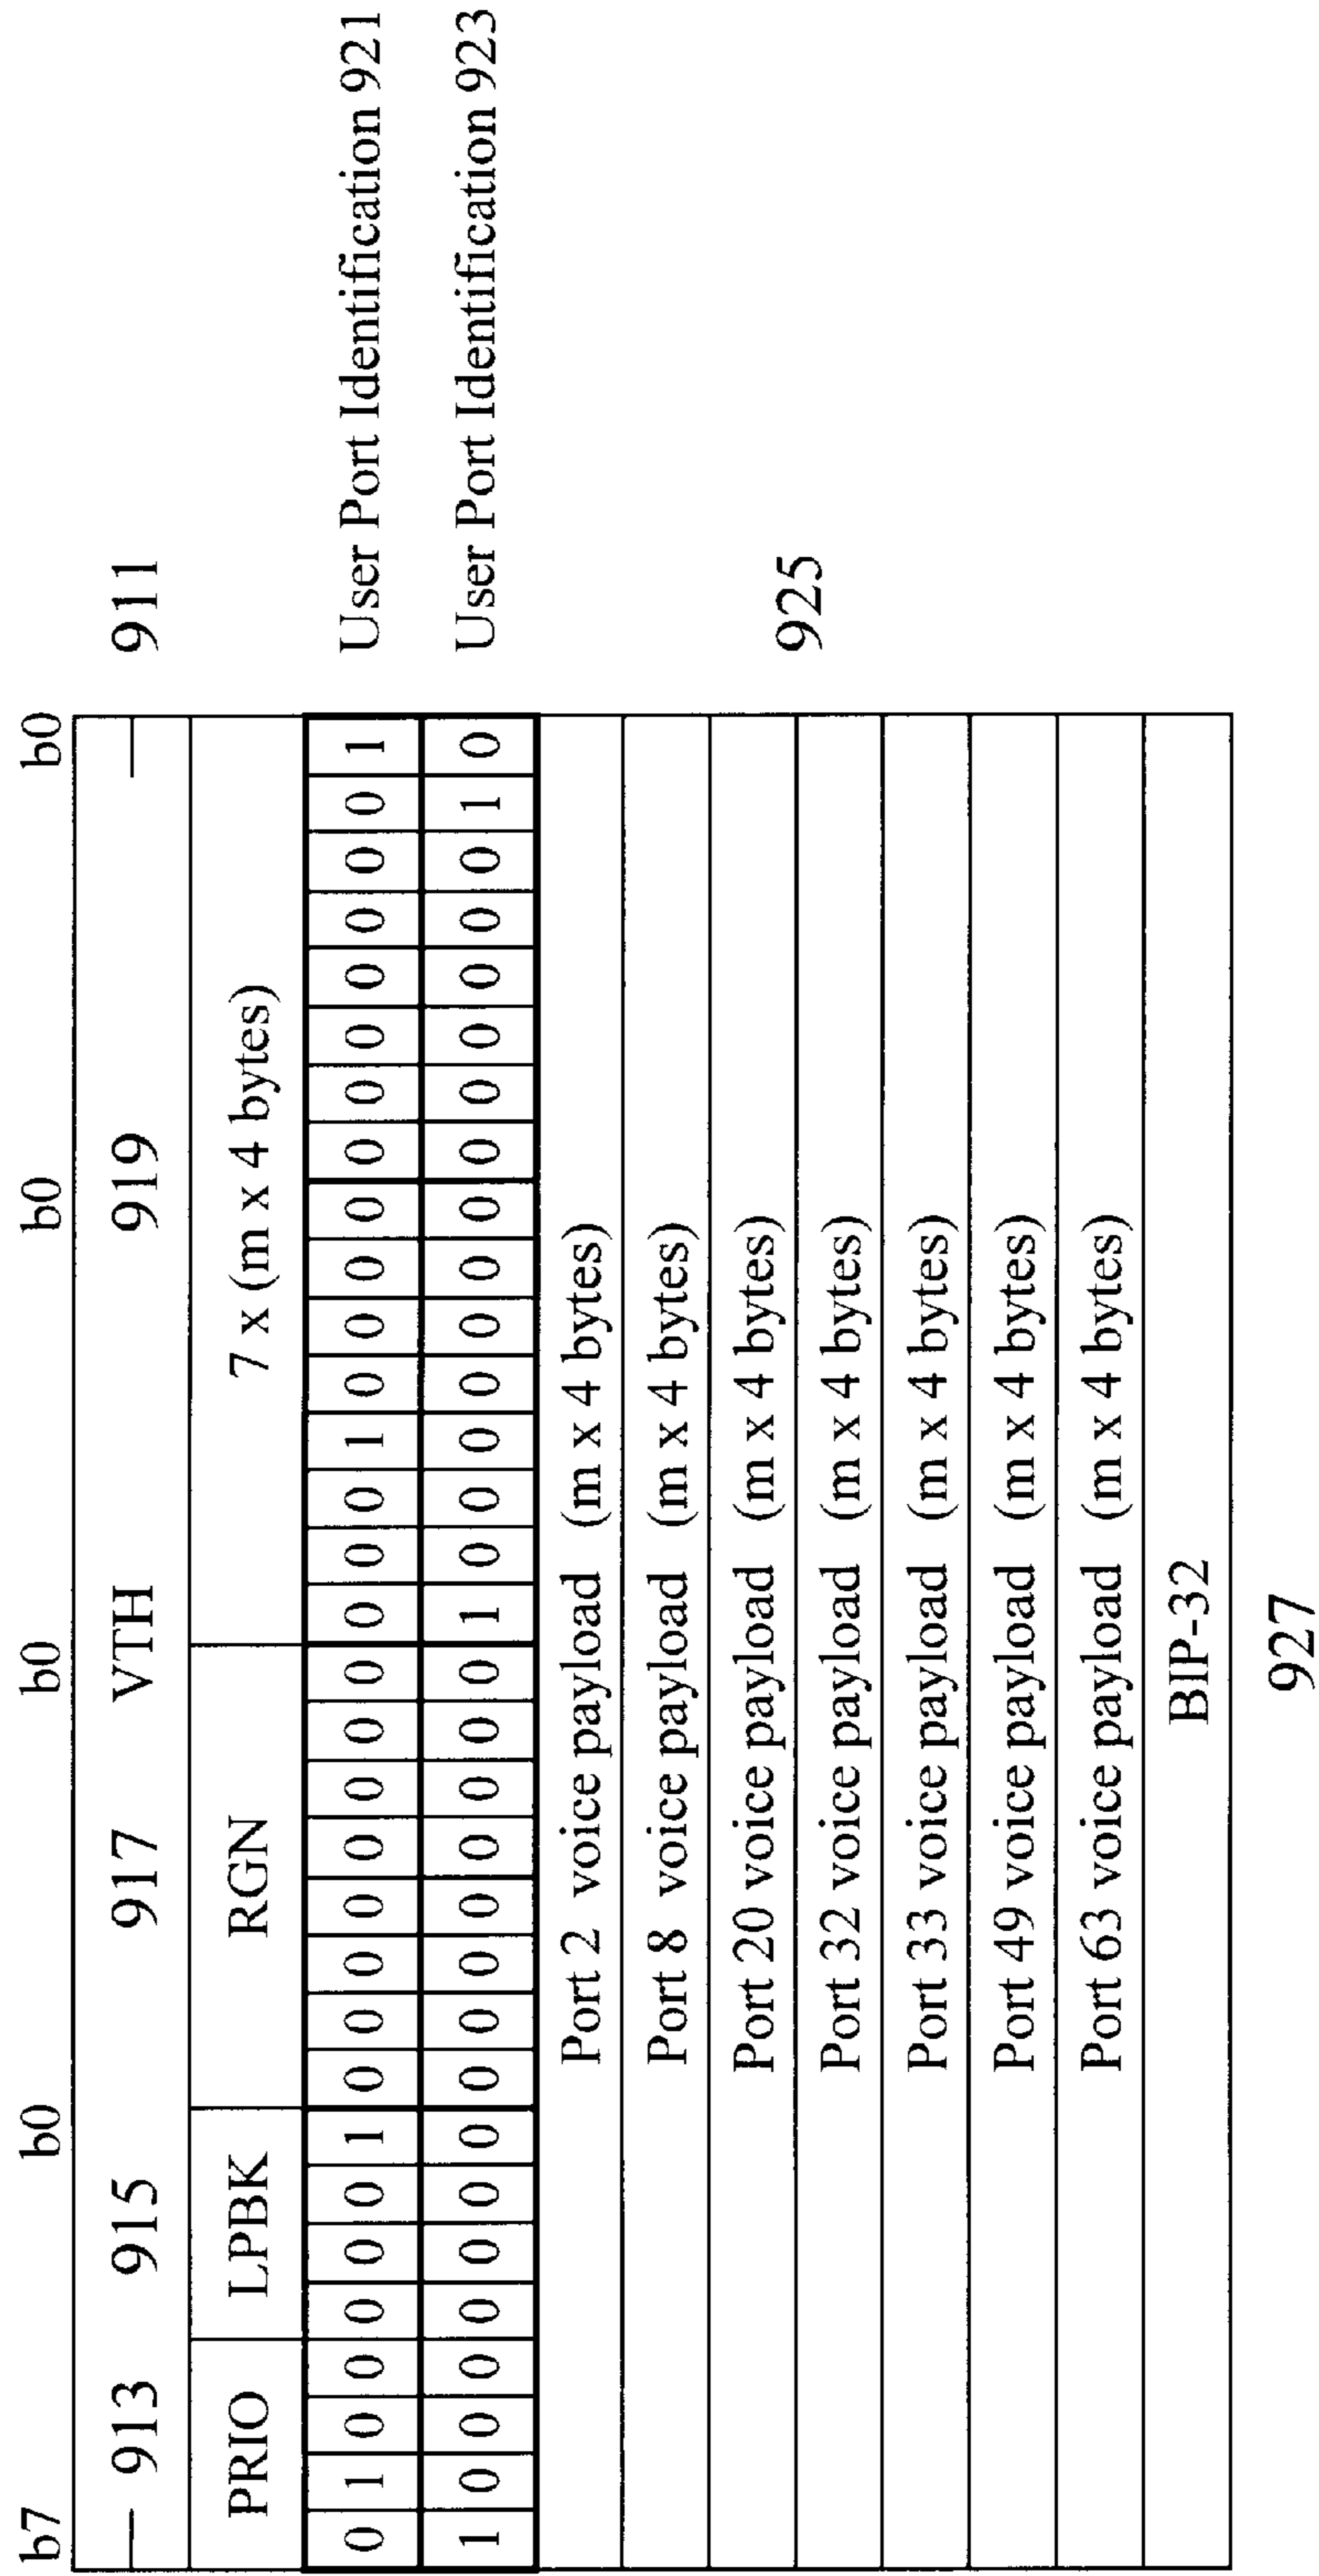 b7 b0 b0 b0 b0
— 913 915 917 VTH 919 — 911
PRIO LPBK RGN 7 x (m x 4 bytes)
0 1 0 0 0 0 0 1 0 0 0 0 0 0 0 0 0 0 0 1 0 0 0 0 0 0 0 0 0 0 0 1 User Port Identification 921
1 0 0 0 0 0 0 0 0 0 0 0 0 0 0 0 1 0 0 0 0 0 0 0 0 0 0 0 0 0 1 0 User Port Identification 923
Port 2 voice payload (m x 4 bytes)
Port 8 voice payload (m x 4 bytes)
Port 20 voice payload (m x 4 bytes) 925
Port 32 voice payload (m x 4 bytes)
Port 33 voice payload (m x 4 bytes)
Port 49 voice payload (m x 4 bytes)
Port 63 voice payload (m x 4 bytes)
BIP-32
927